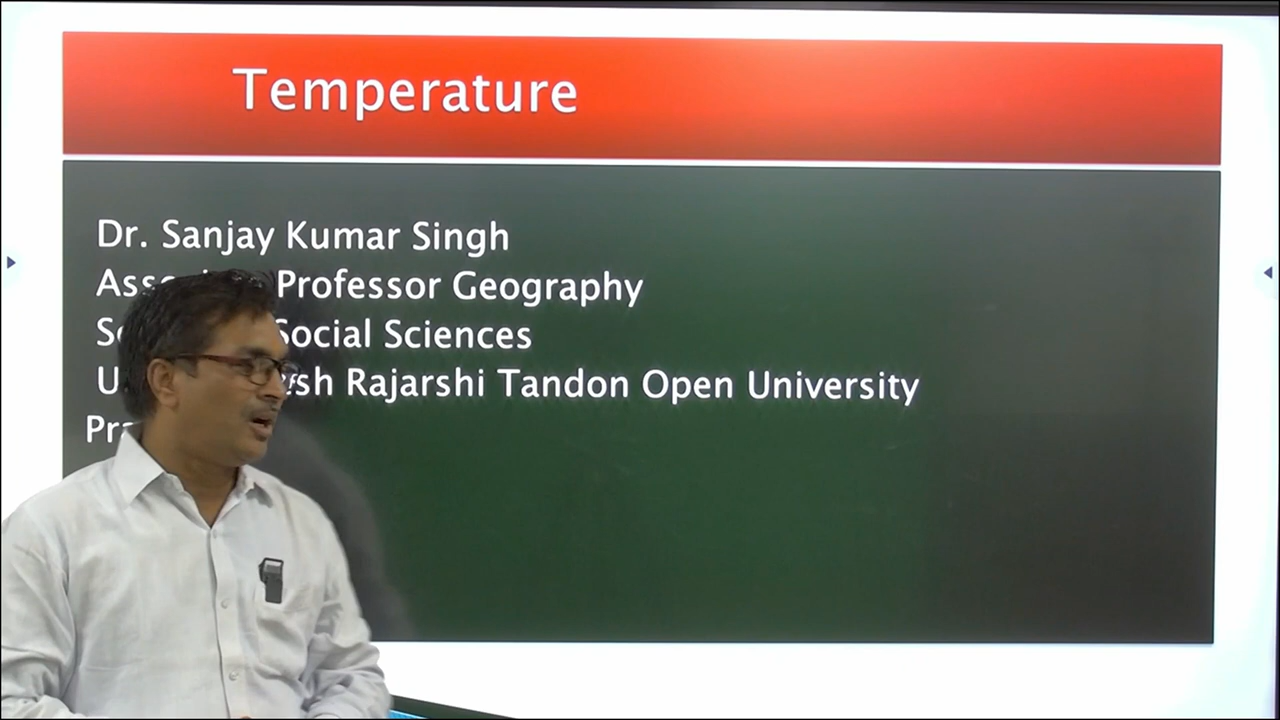 Temperature
Dr. Sanjay Kumar Singh
Professor Geography
Social Sciences
Rajarshi Tandon Open University